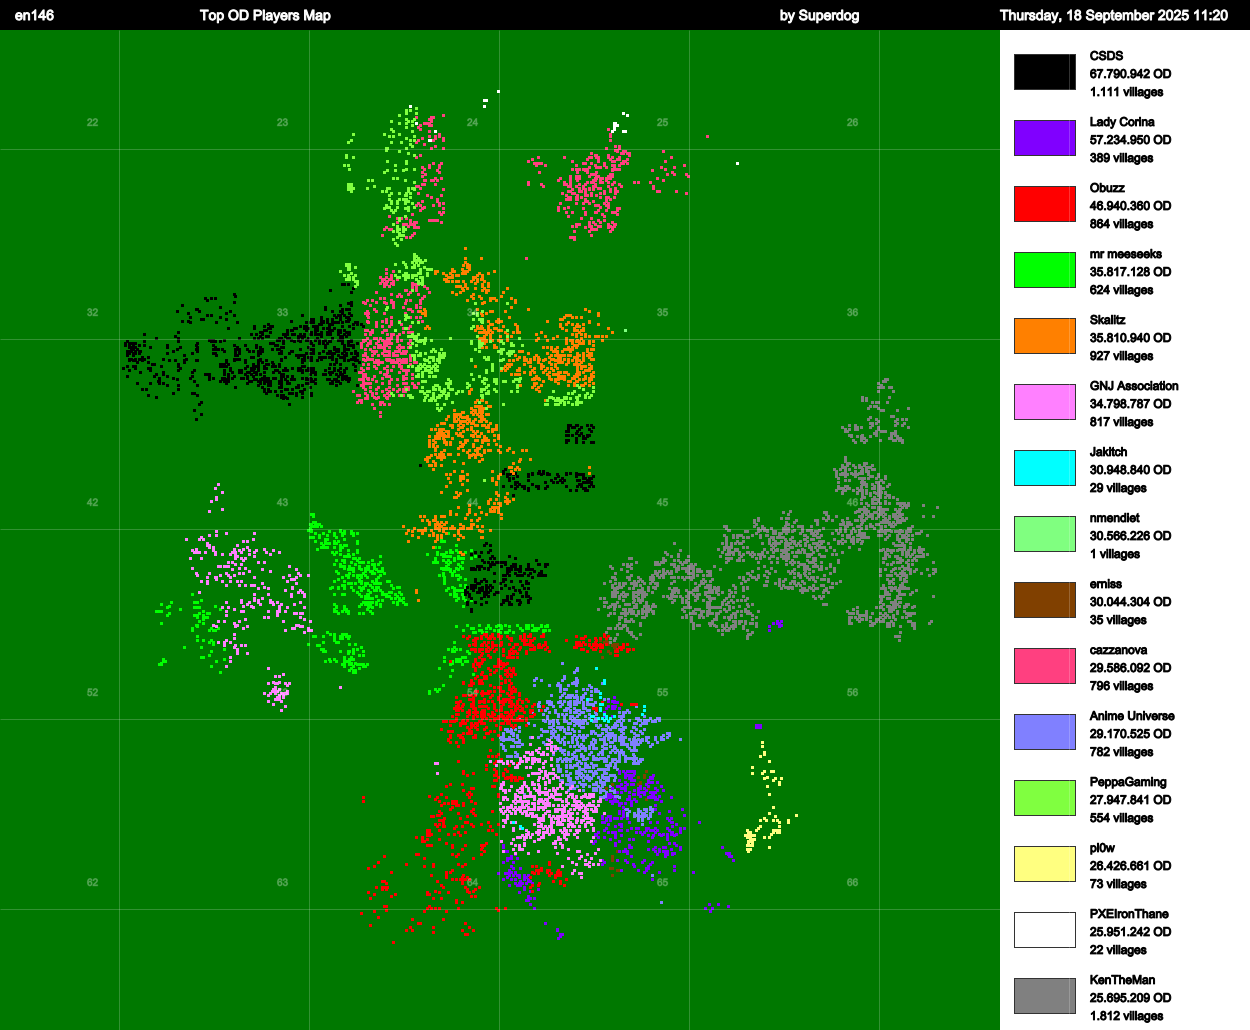 en146 Top OD Players Map by Superdog Thursday, 18 September 2025 11:20
CSDS
67.790.942 OD
1.111 villages
Lady Corina
57.234.950 OD
389 villages
Obuzz
46.940.360 OD
864 villages
mr meeseeks
35.817.128 OD
624 villages
Skalitz
35.810.940 OD
927 villages
GNJ Association
34.798.787 OD
817 villages
Jakitch
30.948.840 OD
29 villages
nmendiet
30.566.226 OD
1 villages
erniss
30.044.304 OD
35 villages
cazzanova
29.586.092 OD
796 villages
Anime Universe
29.170.525 OD
782 villages
PeppaGaming
27.947.841 OD
554 villages
pl0w
26.426.661 OD
73 villages
PXEIronThane
25.951.242 OD
22 villages
KenTheMan
25.695.209 OD
1.812 villages
22 23 24 25 26
32 33 34 35 36
42 43 44 45 46
52 54 55 56
62 63 64 65 66